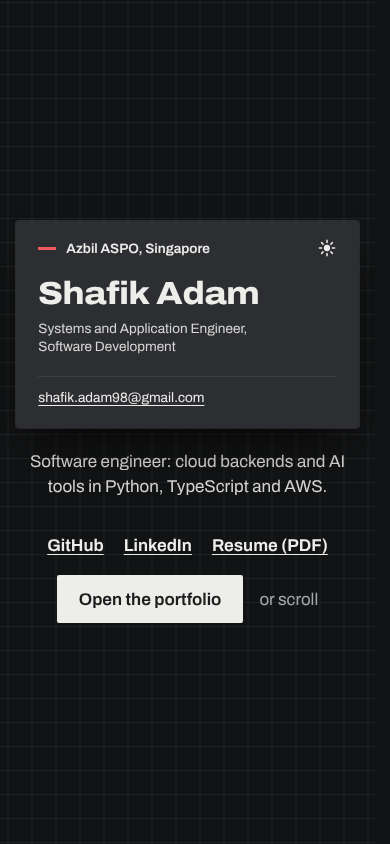 Azbil ASPO, Singapore
Shafik Adam
Systems and Application Engineer,
Software Development
shafik.adam98@gmail.com
Software engineer: cloud backends and AI
tools in Python, TypeScript and AWS.
GitHub LinkedIn Resume (PDF)
Open the portfolio or scroll